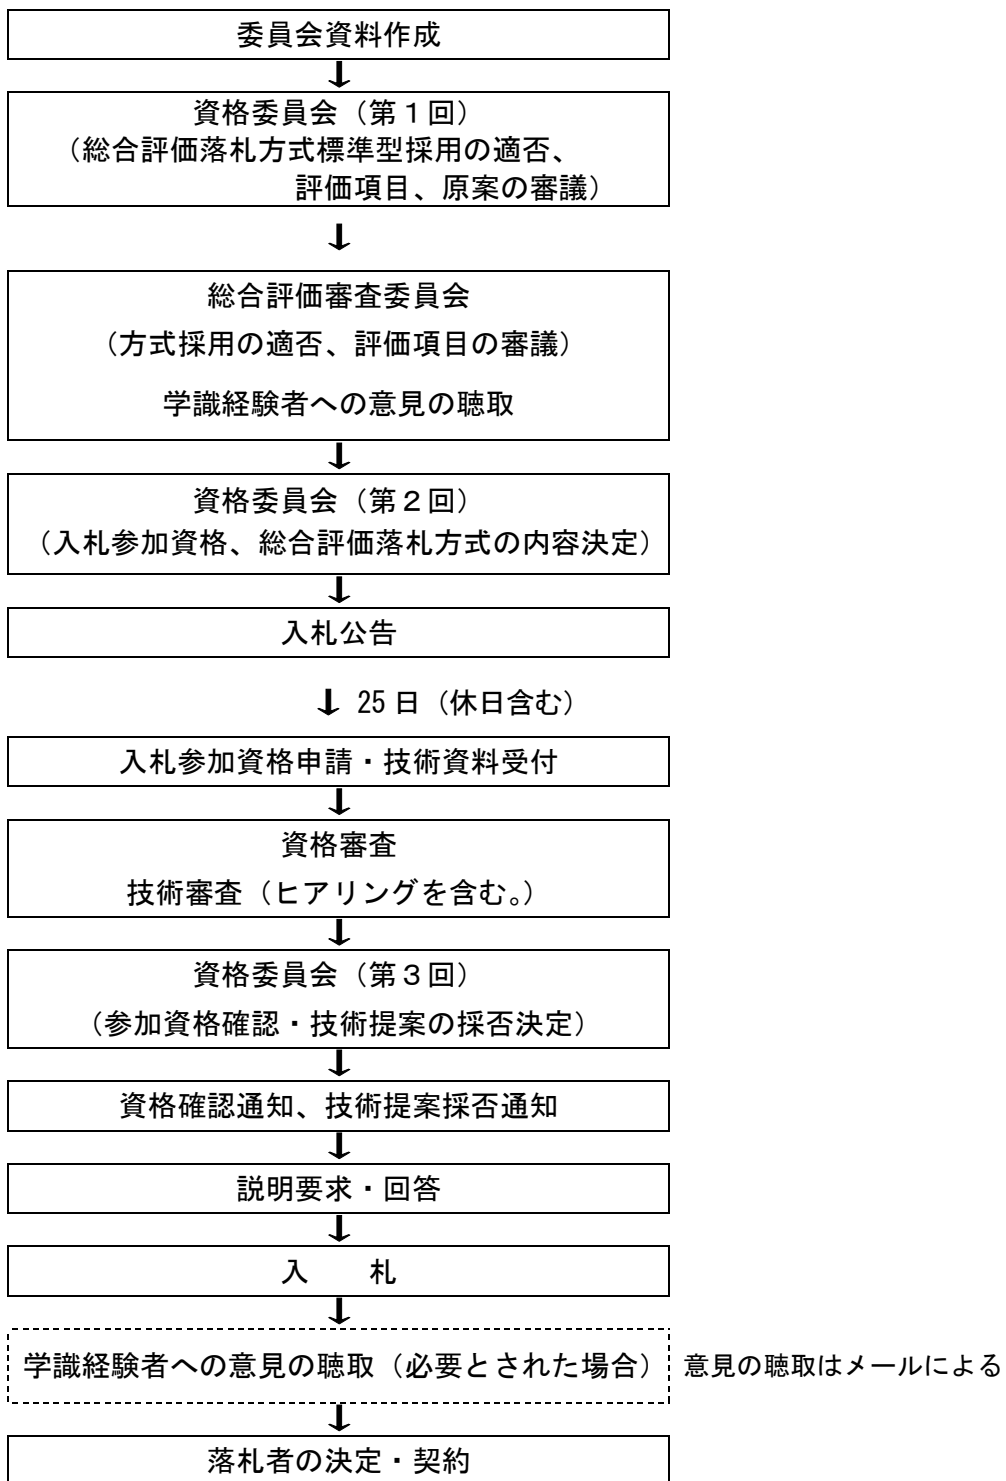 委員会資料作成
資格委員会（第１回）
（総合評価落札方式標準型採用の適否、
評価項目、原案の審議）
総合評価審査委員会
（方式採用の適否、評価項目の審議）
学識経験者への意見の聴取
資格委員会（第２回）
（入札参加資格、総合評価落札方式の内容決定）
入札公告
25日（休日含む）
入札参加資格申請・技術資料受付
資格審査
技術審査（ヒアリングを含む。）
資格委員会（第３回）
（参加資格確認・技術提案の採否決定）
資格確認通知、技術提案採否通知
説明要求・回答
入　　札
学識経験者への意見の聴取（必要とされた場合） 意見の聴取はメールによる
落札者の決定・契約